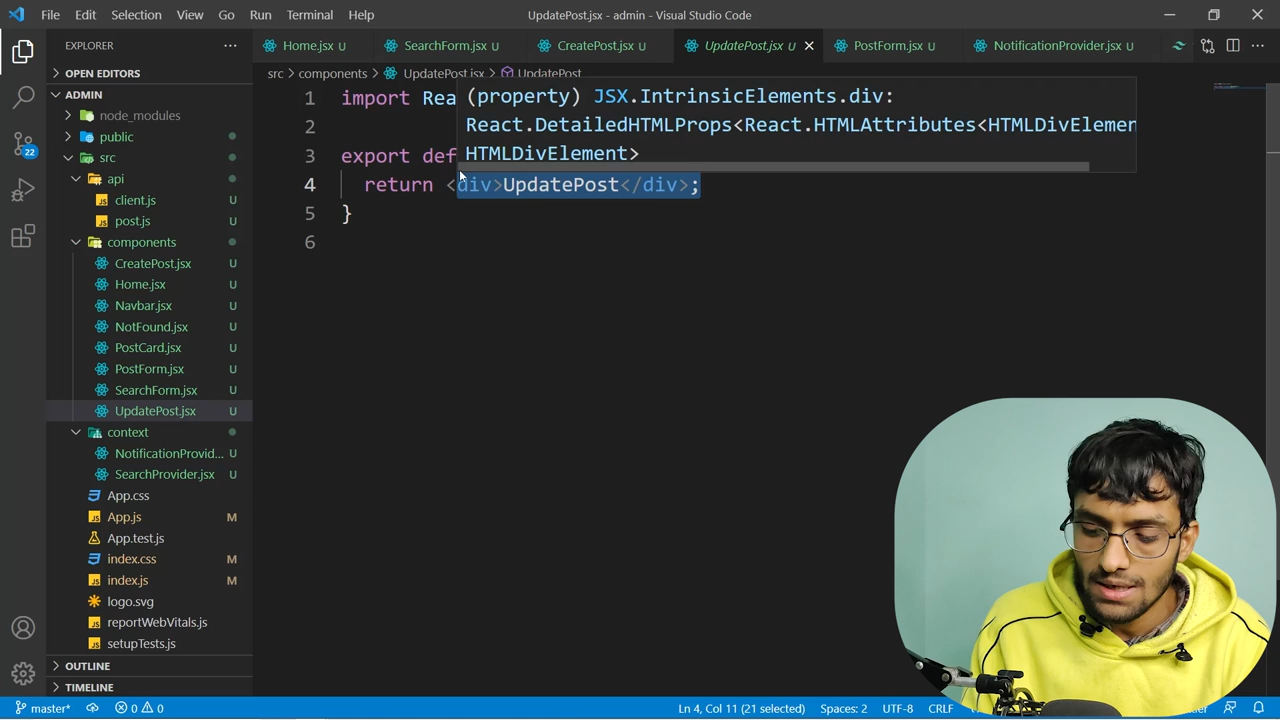 File Edit Selection View Go Run Terminal Help
UpdatePost.jsx - admin - Visual Studio Code
EXPLORER
OPEN EDITORS
ADMIN
node_modules
public
src
api
client.js U
post.js U
components
CreatePost.jsx U
Home.jsx U
Navbar.jsx U
NotFound.jsx U
PostCard.jsx U
PostForm.jsx U
SearchForm.jsx U
UpdatePost.jsx U
context
NotificationProvid... U
SearchProvider.jsx U
App.css
App.js M
App.test.js
index.css M
index.js M
logo.svg
reportWebVitals.js
setupTests.js
OUTLINE
TIMELINE
22
Home.jsx U SearchForm.jsx U CreatePost.jsx U UpdatePost.jsx U PostForm.jsx U NotificationProvider.jsx U
src > components > UpdatePost.jsx > UpdatePost
(property) JSX.IntrinsicElements.div:
React.DetailedHTMLProps<React.HTMLAttributes<HTMLDivElemen
HTMLDivElement>
1 import Rea
2
3 export def
4 return <div>UpdatePost</div>;
5 }
6
master* 0 0 Ln 4, Col 11 (21 selected) Spaces: 2 UTF-8 CRLF